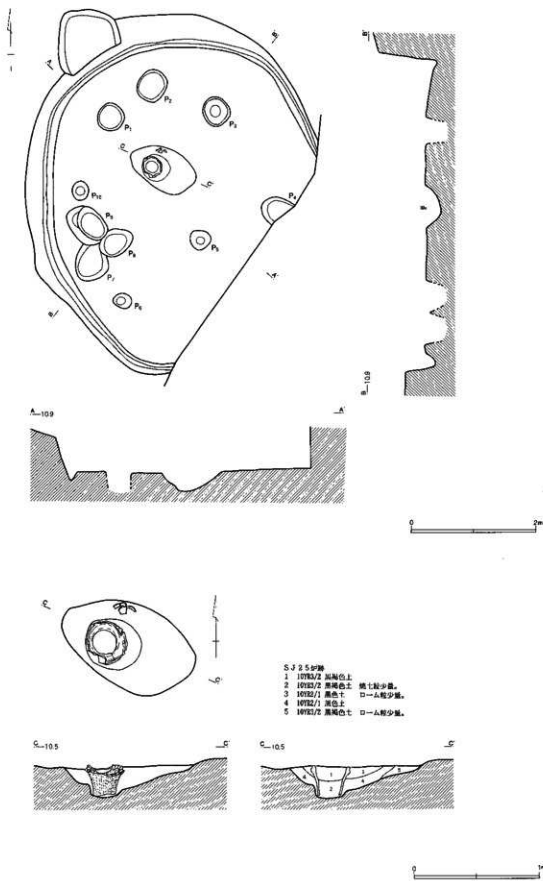 B'
P₂
P₁
P₃
A
B'
C
C'
P₄
P₁₀
P₉
P₈
P₅
P₇
P₆
A'
B
B 10.9
A 10.9
A'
0 2m
C
C'
SJ25炉跡
1 10YR3/2 黒褐色土
2 10YR3/2 黒褐色土 焼土粒少量。
3 10YR2/1 黒色土 ローム粒少量。
4 10YR2/1 黒色土
5 10YR3/2 黒褐色土 ローム粒少量。
C 10.5
C'
C 10.5
C'
1
2
3
4
5
0